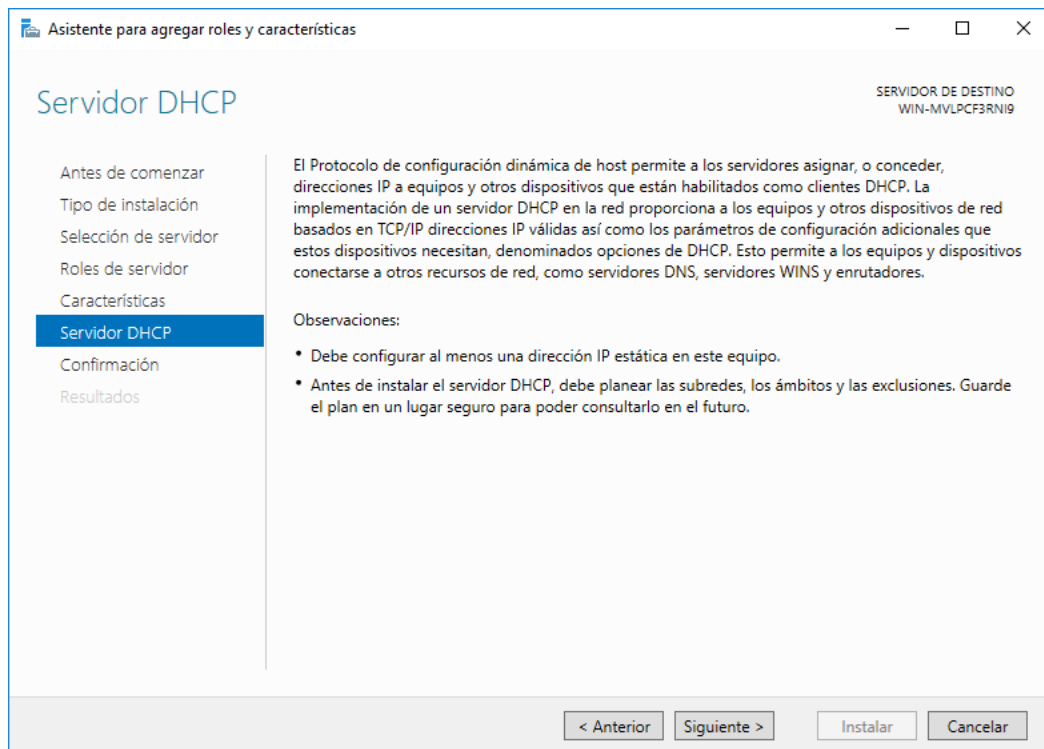 Asistente para agregar roles y características
Servidor DHCP
SERVIDOR DE DESTINO
WIN-MVLPCF3RNI9
Antes de comenzar
Tipo de instalación
Selección de servidor
Roles de servidor
Características
Servidor DHCP
Confirmación
Resultados
El Protocolo de configuración dinámica de host permite a los servidores asignar, o conceder,
direcciones IP a equipos y otros dispositivos que están habilitados como clientes DHCP. La
implementación de un servidor DHCP en la red proporciona a los equipos y otros dispositivos de red
basados en TCP/IP direcciones IP válidas así como los parámetros de configuración adicionales que
estos dispositivos necesitan, denominados opciones de DHCP. Esto permite a los equipos y dispositivos
conectarse a otros recursos de red, como servidores DNS, servidores WINS y enrutadores.
Observaciones:
• Debe configurar al menos una dirección IP estática en este equipo.
• Antes de instalar el servidor DHCP, debe planear las subredes, los ámbitos y las exclusiones. Guarde
el plan en un lugar seguro para poder consultarlo en el futuro.
< Anterior
Siguiente >
Instalar
Cancelar